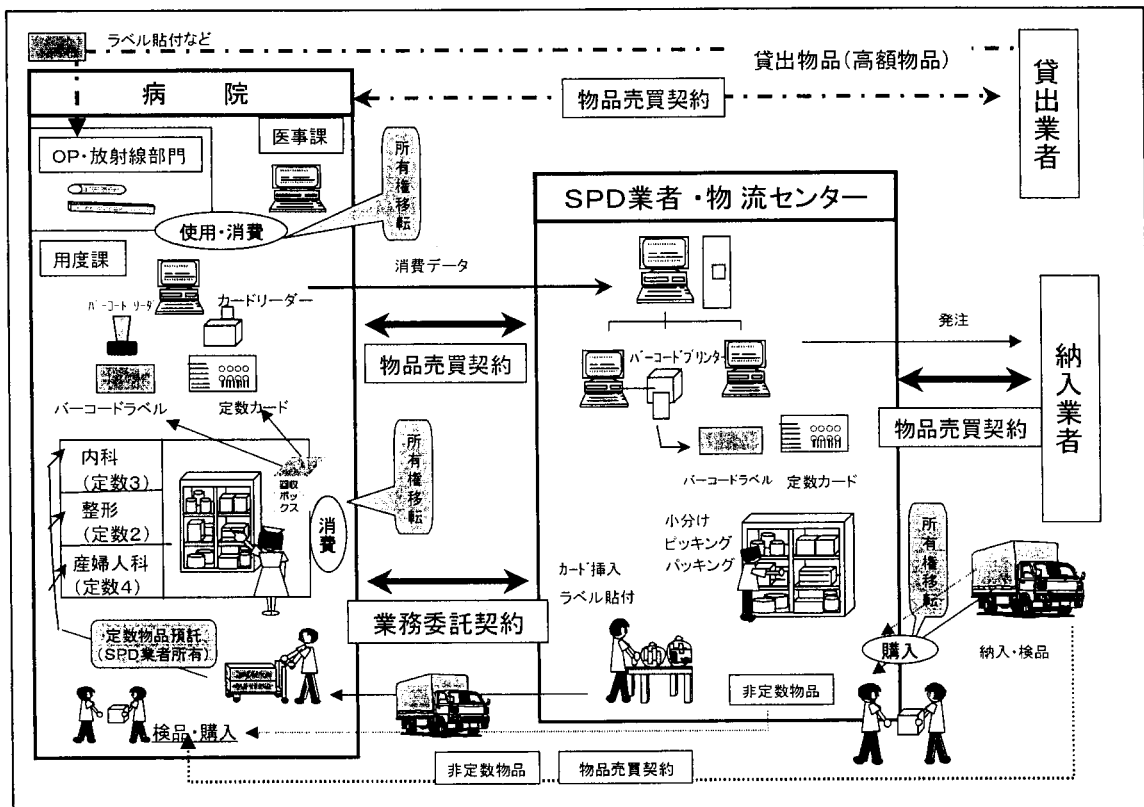 ラベル貼付など
貸出物品(高額物品)
貸出業者
病 院
物品売買契約
医事課
OP・放射線部門
所有権移転
使用・消費
SPD業者・物流センター
用度課
消費データ
バーコードリーダ
カードリーダー
発注
納入業者
物品売買契約
バーコードプリンター
バーコードラベル
定数カード
物品売買契約
内科
(定数3)
整形
(定数2)
産婦人科
(定数4)
回収
ボックス
所有権移転
消費
バーコードラベル
定数カード
小分け
ピッキング
パッキング
カード挿入
ラベル貼付
所有権移転
業務委託契約
定数物品預託
(SPD業者所有)
購入
納入・検品
非定数物品
検品・購入
非定数物品
物品売買契約